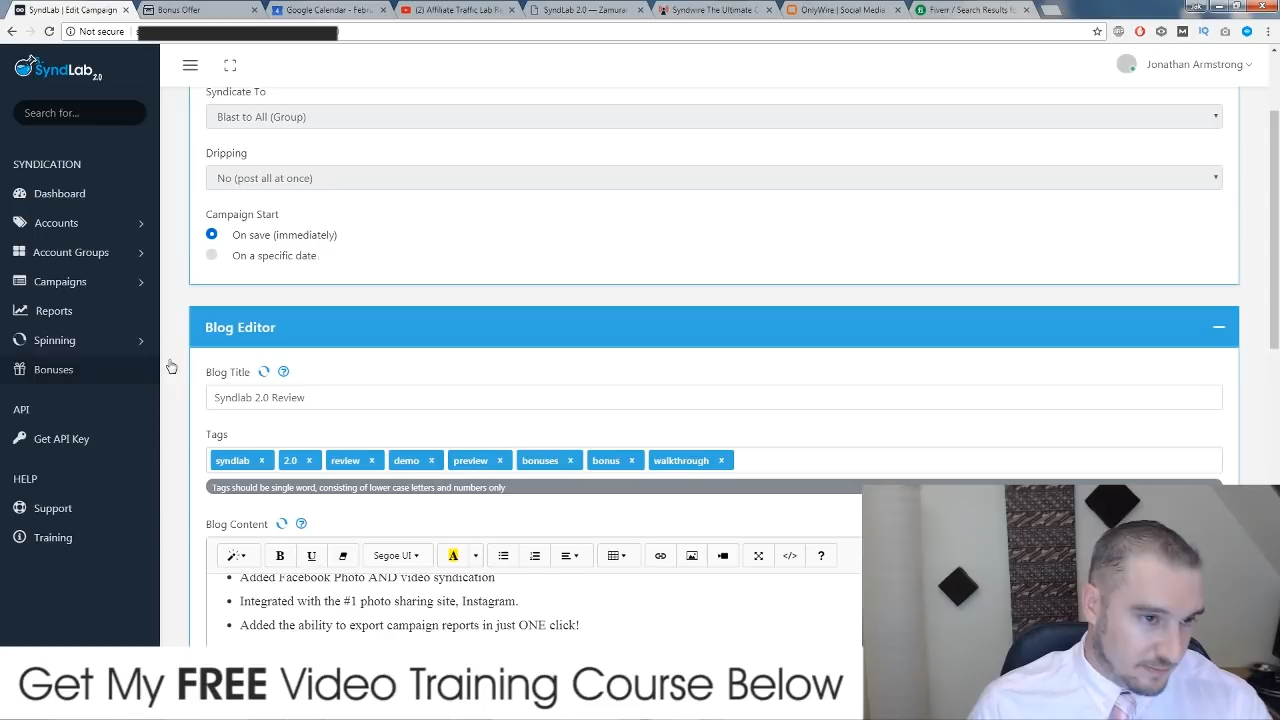 SyndLab | Edit Campaign
Bonus Offer
Google Calendar - Febru
(2) Affiliate Traffic Lab Re
SyndLab 2.0 — Zamura
Syndwire The Ultimate
OnlyWire | Social Media
Fiverr / Search Results f
Jak
Not secure
SyndLab 2.0
Jonathan Armstrong
Search for...
SYNDICATION
Dashboard
Accounts
Account Groups
Campaigns
Reports
Spinning
Bonuses
API
Get API Key
HELP
Support
Training
Syndicate To
Blast to All (Group)
Dripping
No (post all at once)
Campaign Start
On save (immediately)
On a specific date
Blog Editor
Blog Title
Syndlab 2.0 Review
Tags
syndlab x 2.0 x review x demo x preview x bonuses x bonus x walkthrough x
Tags should be single word, consisting of lower case letters and numbers only
Blog Content
B U Segoe UI A </> ?
• Added Facebook Photo AND video syndication
• Integrated with the #1 photo sharing site, Instagram.
• Added the ability to export campaign reports in just ONE click!
Get My FREE Video Training Course Below